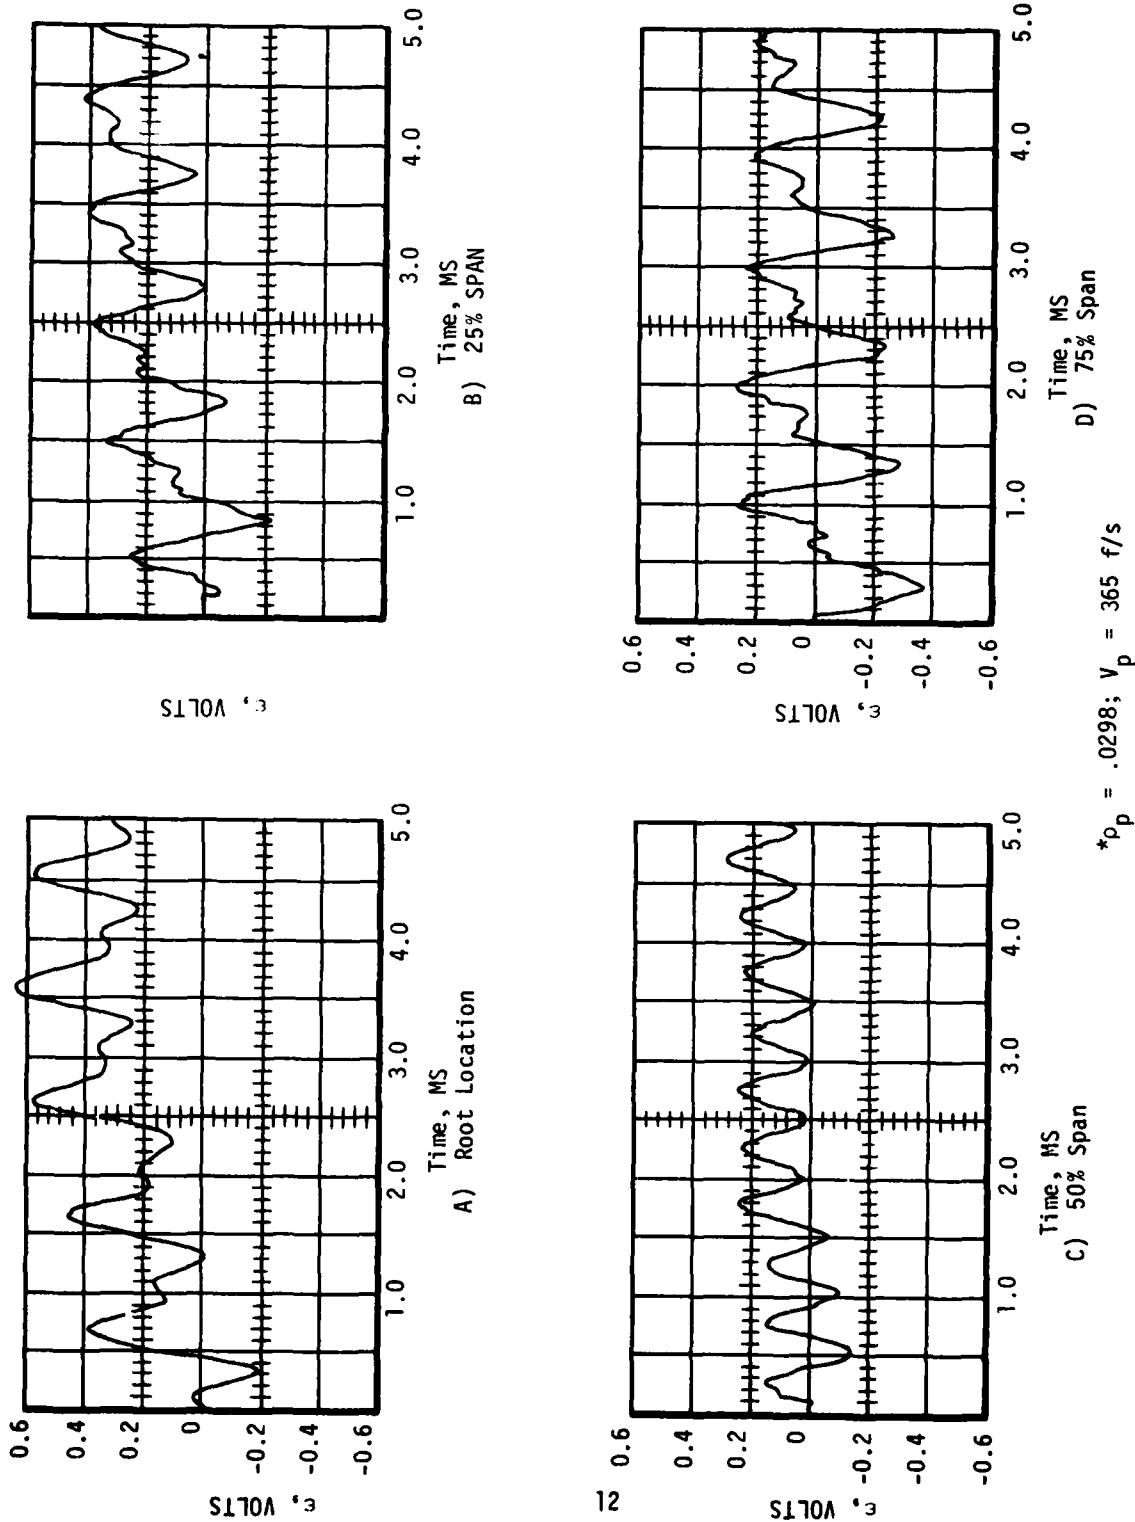 ε, VOLTS
0.6
0.4
0.2
0
-0.2
-0.4
-0.6
1.0 2.0 3.0 4.0 5.0
Time, MS
A) Root Location
ε, VOLTS
1.0 2.0 3.0 4.0 5.0
Time, MS
B) 25% SPAN
ε, VOLTS
0.6
0.4
0.2
0
-0.2
-0.4
-0.6
1.0 2.0 3.0 4.0 5.0
Time, MS
C) 50% Span
ε, VOLTS
0.6
0.4
0.2
0
-0.2
-0.4
-0.6
1.0 2.0 3.0 4.0 5.0
Time, MS
D) 75% Span
*ρp = .0298; Vp = 365 f/s
12